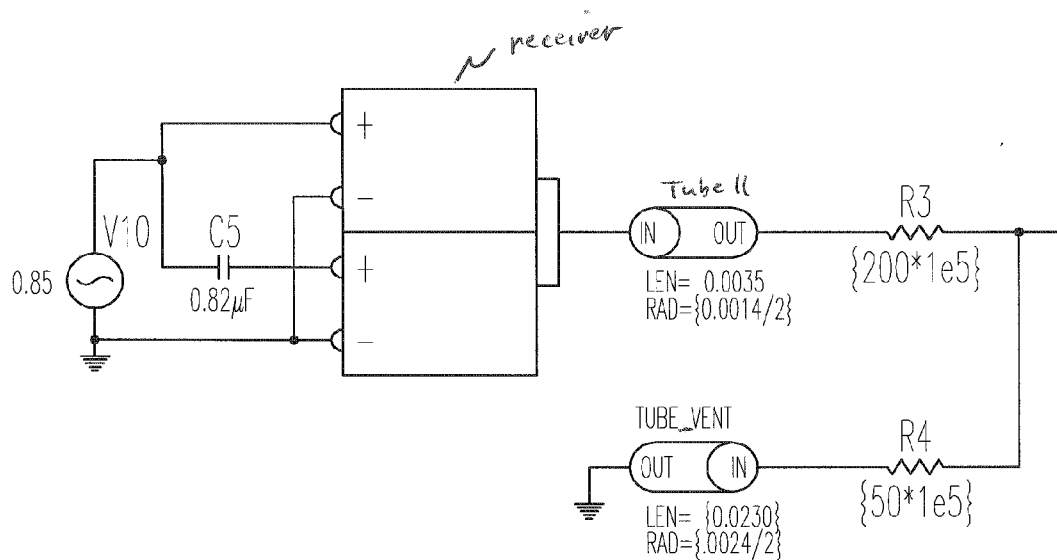 receiver
+
−
V10
C5
+
0.85
0.82µF
−
Tube 11
IN OUT
LEN= 0.0035
RAD={0.0014/2}
R3
{200*1e5}
TUBE_VENT
OUT IN
LEN= {0.0230}
RAD={.0024/2}
R4
{50*1e5}